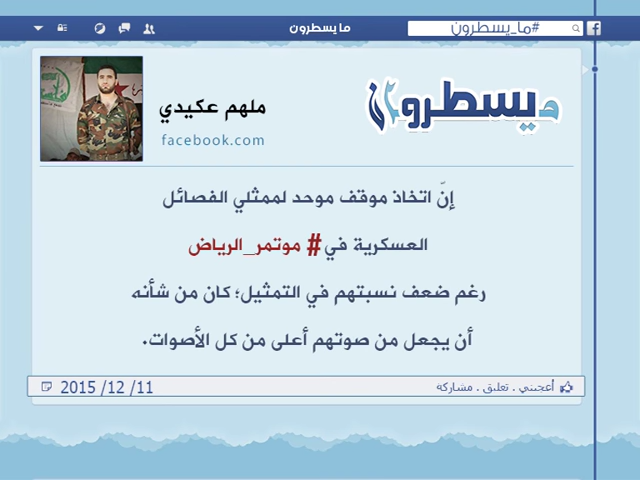 ما يسطرون
#ما_يسطرون
ما يسطرون
ملهم عكيدي
facebook.com
إنّ اتخاذ موقف موحد لممثلي الفصائل
العسكرية في # موتمر_الرياض
رغم ضعف نسبتهم في التمثيل؛ كان من شأنه
أن يجعل من صوتهم أعلى من كل الأصوات.
أعجبني . تعليق . مشاركة
2015 /12 /11